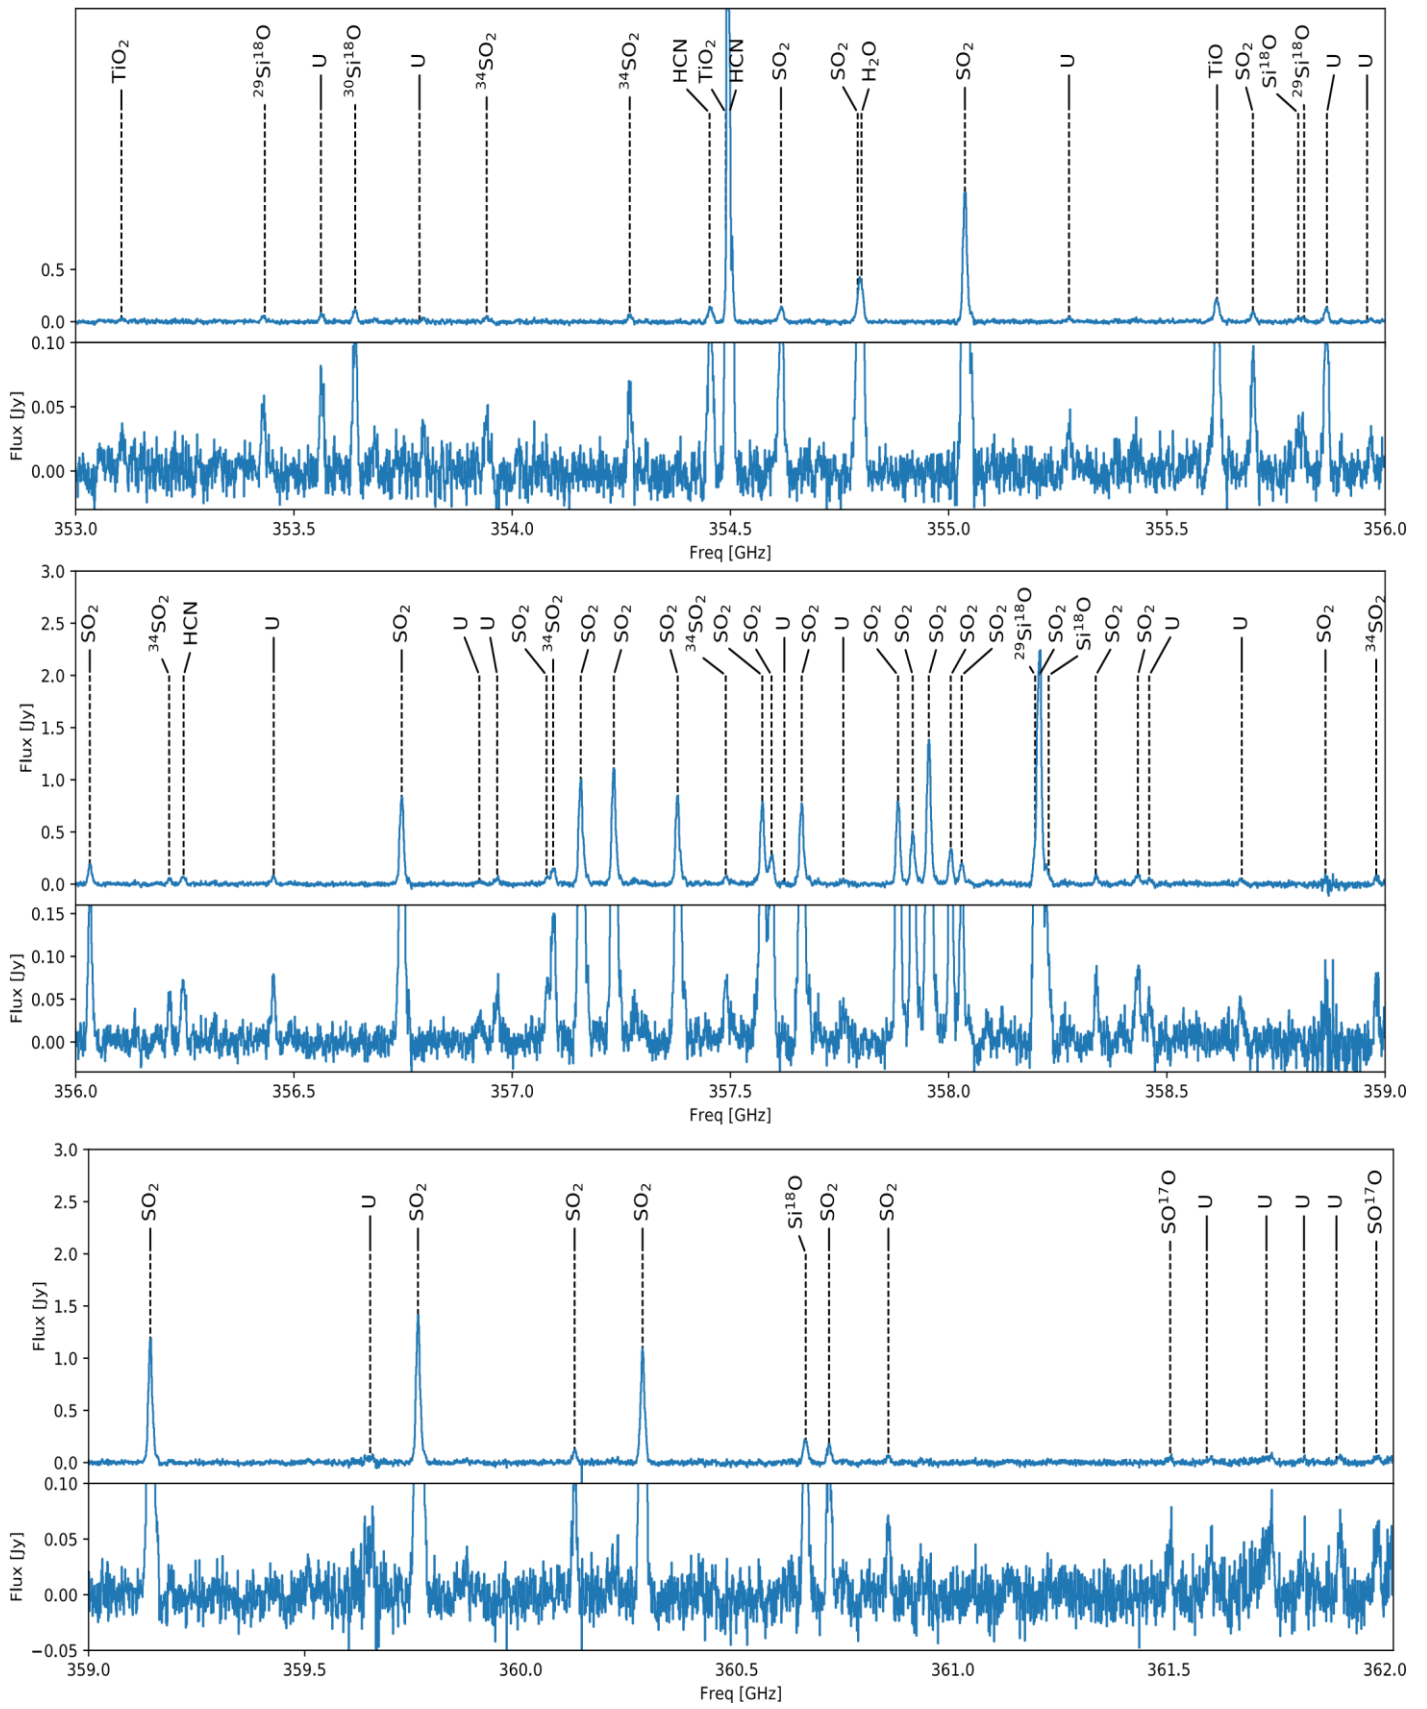 TiO₂ ²⁹Si¹⁸O U ³⁰Si¹⁸O U ³⁴SO₂ ³⁴SO₂ HCN TiO₂ HCN SO₂ SO₂ H₂O SO₂ U TiO SO₂ Si¹⁸O ²⁹Si¹⁸O U U
0.5
0.0
0.10
0.05
0.00
Flux [Jy]
353.0 353.5 354.0 354.5 355.0 355.5 356.0
Freq [GHz]
3.0
2.5
2.0
1.5
1.0
0.5
0.0
Flux [Jy]
SO₂ ³⁴SO₂ HCN U SO₂ U U SO₂ ³⁴SO₂ SO₂ SO₂ SO₂ ³⁴SO₂ SO₂ SO₂ U SO₂ U SO₂ SO₂ SO₂ SO₂ SO₂ ²⁹Si¹⁸O SO₂ Si¹⁸O SO₂ SO₂ U U SO₂ ³⁴SO₂
0.15
0.10
0.05
0.00
Flux [Jy]
356.0 356.5 357.0 357.5 358.0 358.5 359.0
Freq [GHz]
3.0
2.5
2.0
1.5
1.0
0.5
0.0
Flux [Jy]
SO₂ U SO₂ SO₂ SO₂ Si¹⁸O SO₂ SO₂ SO¹⁷O U U U U SO¹⁷O
0.10
0.05
0.00
−0.05
Flux [Jy]
359.0 359.5 360.0 360.5 361.0 361.5 362.0
Freq [GHz]